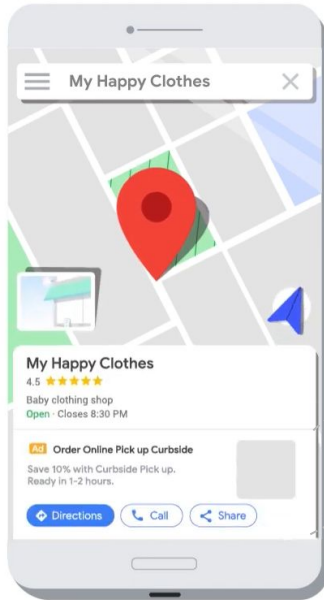 My Happy Clothes
My Happy Clothes
4.5
Baby clothing shop
Open · Closes 8:30 PM
Ad Order Online Pick up Curbside
Save 10% with Curbside Pick up.
Ready in 1-2 hours.
Directions Call Share